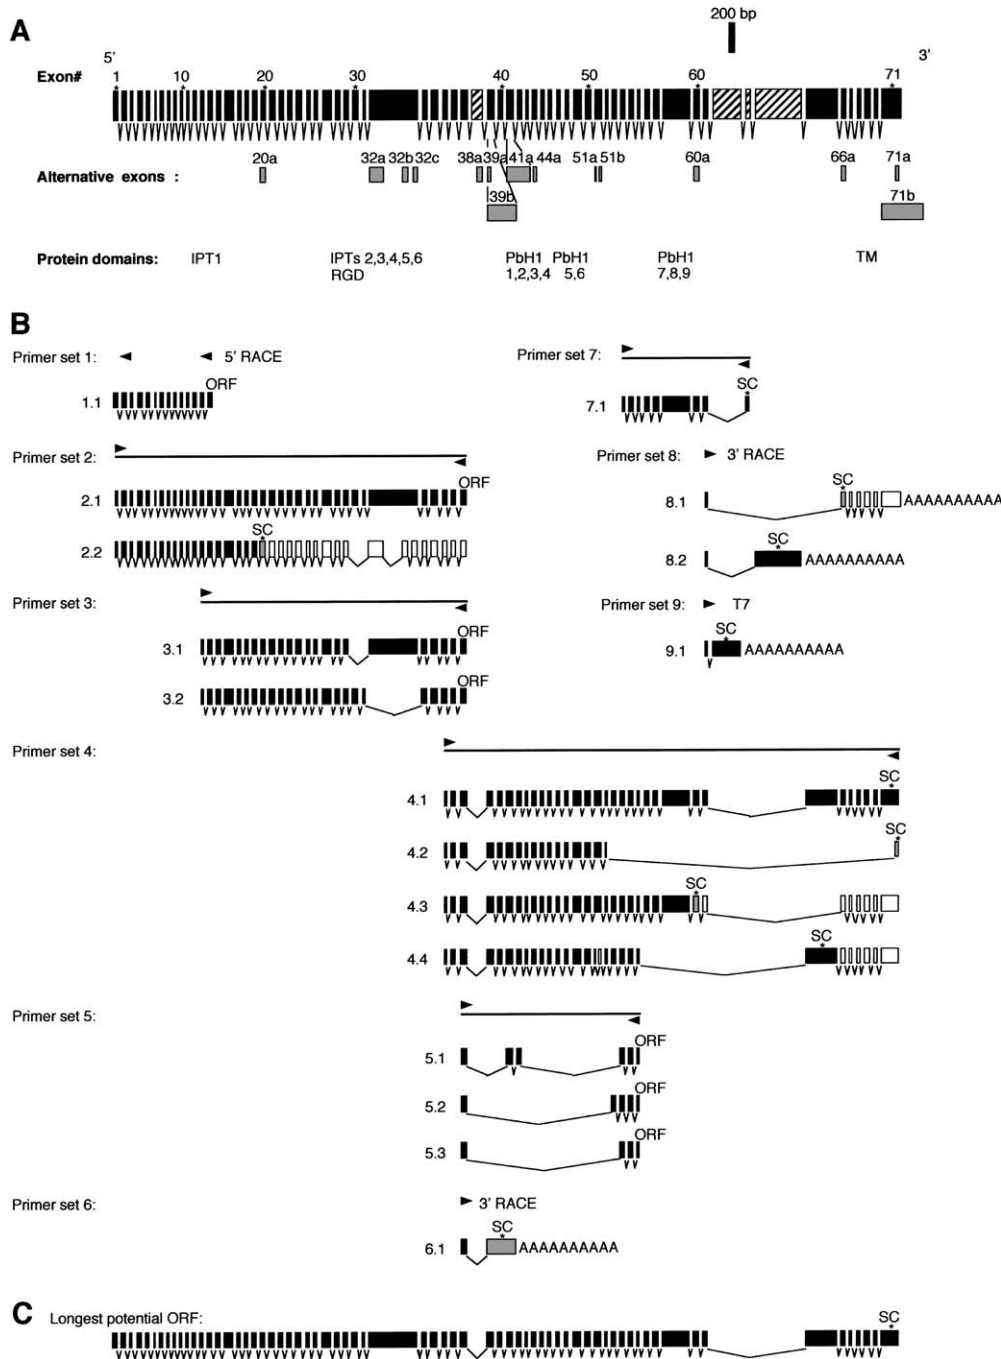 A
200 bp
5' 3'
Exon# 1 10 20 30 40 50 60 71
20a 32a 32b 32c 38a 39a 41a 44a 51a 51b 60a 66a 71a
Alternative exons :
39b 71b
Protein domains: IPT1 IPTs 2,3,4,5,6 PbH1 PbH1 PbH1 TM
RGD 1,2,3,4 5,6 7,8,9
B
Primer set 1: 5' RACE
ORF
1.1
Primer set 2:
ORF
2.1
SC
2.2
Primer set 3:
ORF
3.1
ORF
3.2
Primer set 7:
SC
7.1
Primer set 8: 3' RACE
SC
8.1 AAAAAAAAAA
SC
8.2 AAAAAAAAAA
Primer set 9: T7
SC
9.1 AAAAAAAAAA
Primer set 4:
SC
4.1
SC
4.2
SC
4.3
SC
4.4
Primer set 5:
ORF
5.1
ORF
5.2
ORF
5.3
Primer set 6: 3' RACE
SC
6.1 AAAAAAAAAA
C Longest potential ORF:
SC